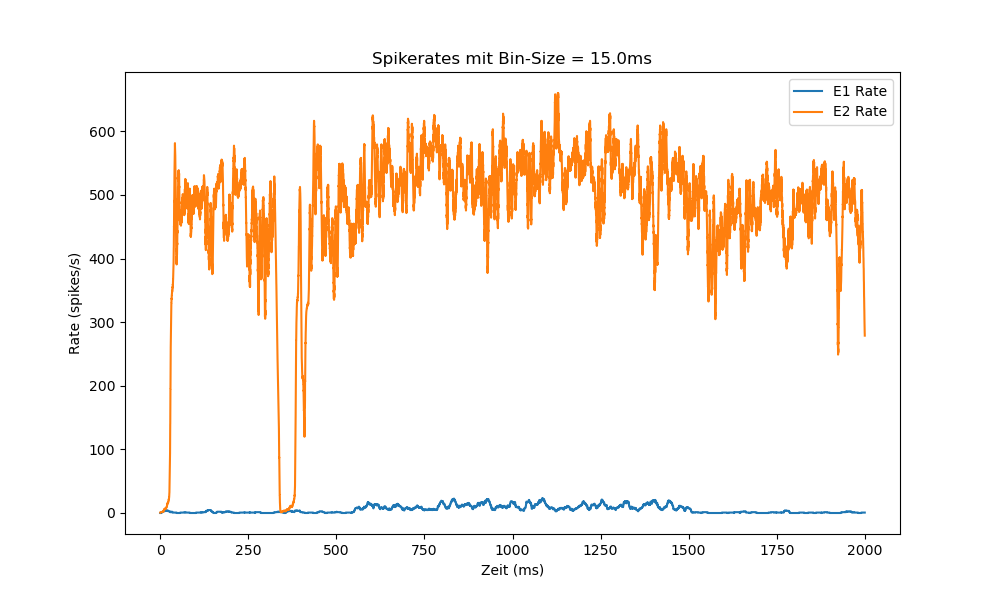 Spikerates mit Bin-Size = 15.0ms
E1 Rate
E2 Rate
Rate (spikes/s)
600
500
400
300
200
100
0
0 250 500 750 1000 1250 1500 1750 2000
Zeit (ms)